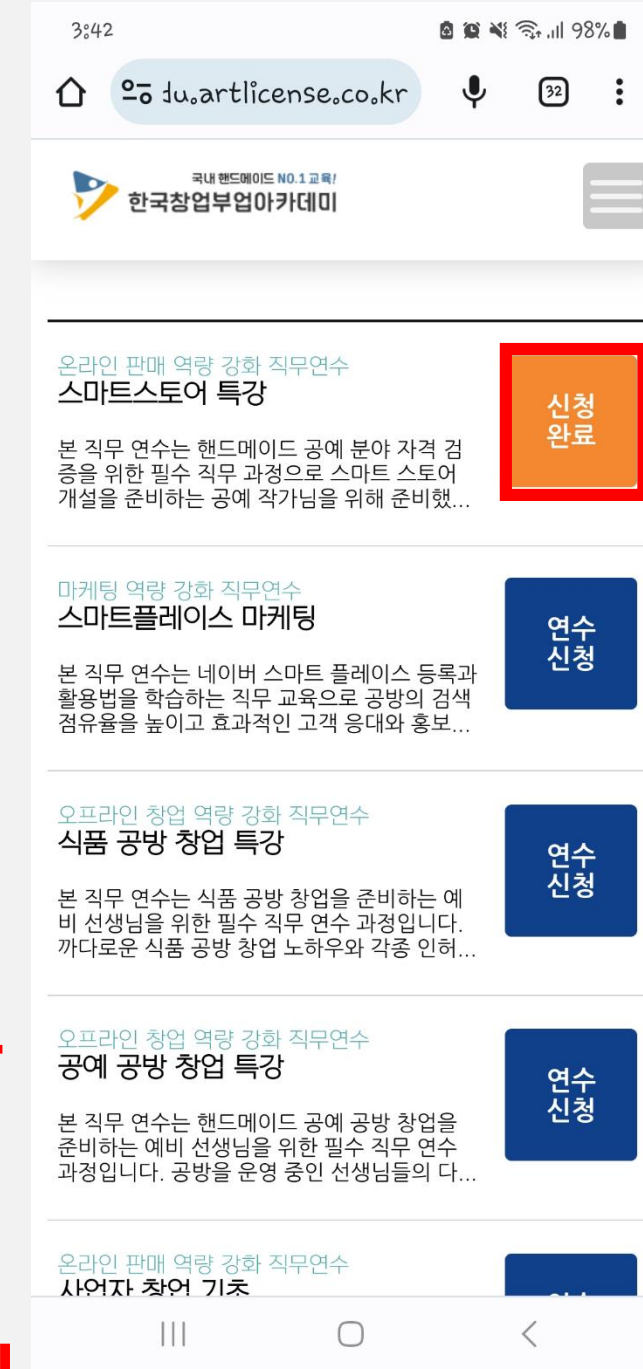 3:42
98%
du.artlicense.co.kr
32
국내 핸드메이드 NO.1 교육!
한국창업부업아카데미
온라인 판매 역량 강화 직무연수
스마트스토어 특강
신청
완료
본 직무 연수는 핸드메이드 공예 분야 자격 검
증을 위한 필수 직무 과정으로 스마트 스토어
개설을 준비하는 공예 작가님을 위해 준비했...
마케팅 역량 강화 직무연수
스마트플레이스 마케팅
연수
신청
본 직무 연수는 네이버 스마트 플레이스 등록과
활용법을 학습하는 직무 교육으로 공방의 검색
점유율을 높이고 효과적인 고객 응대와 홍보...
오프라인 창업 역량 강화 직무연수
식품 공방 창업 특강
연수
신청
본 직무 연수는 식품 공방 창업을 준비하는 예
비 선생님을 위한 필수 직무 연수 과정입니다.
까다로운 식품 공방 창업 노하우와 각종 인허...
오프라인 창업 역량 강화 직무연수
공예 공방 창업 특강
연수
신청
본 직무 연수는 핸드메이드 공예 공방 창업을
준비하는 예비 선생님을 위한 필수 직무 연수
과정입니다. 공방을 운영 중인 선생님들의 다...
온라인 판매 역량 강화 직무연수
사업자 창업 기초